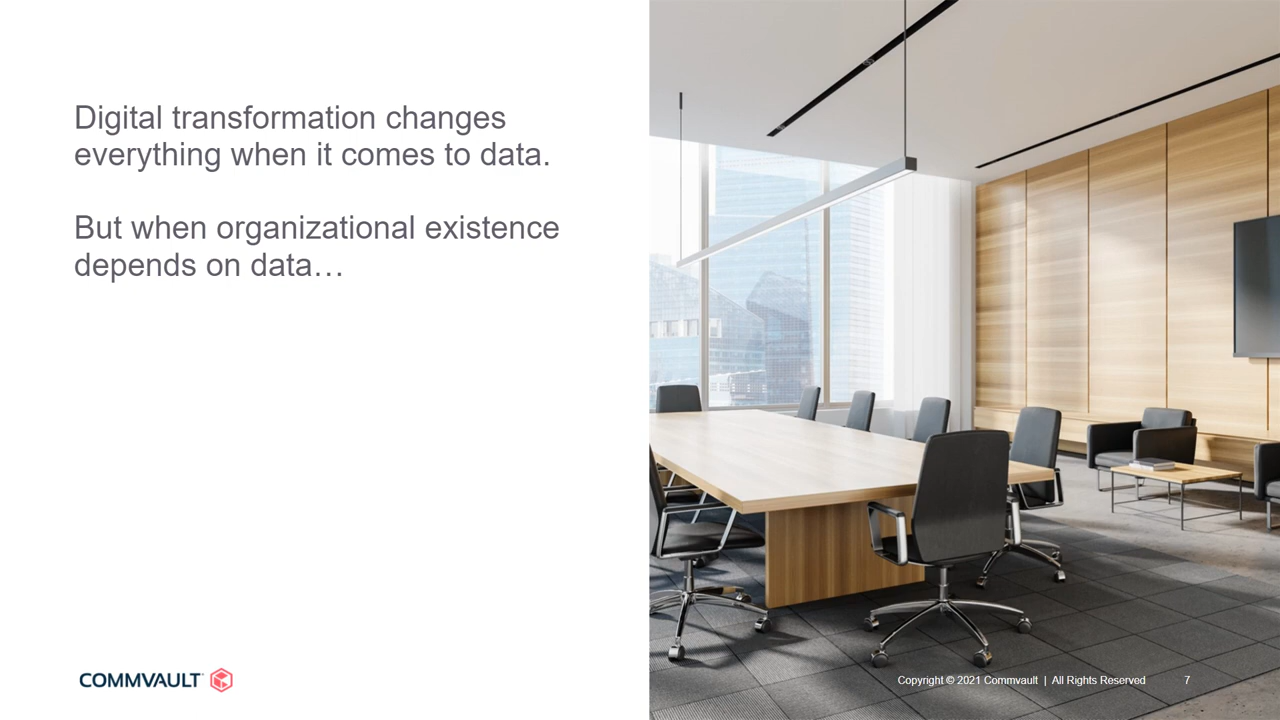 Digital transformation changes
everything when it comes to data.
But when organizational existence
depends on data…
COMMVAULT
Copyright © 2021 Commvault | All Rights Reserved 7